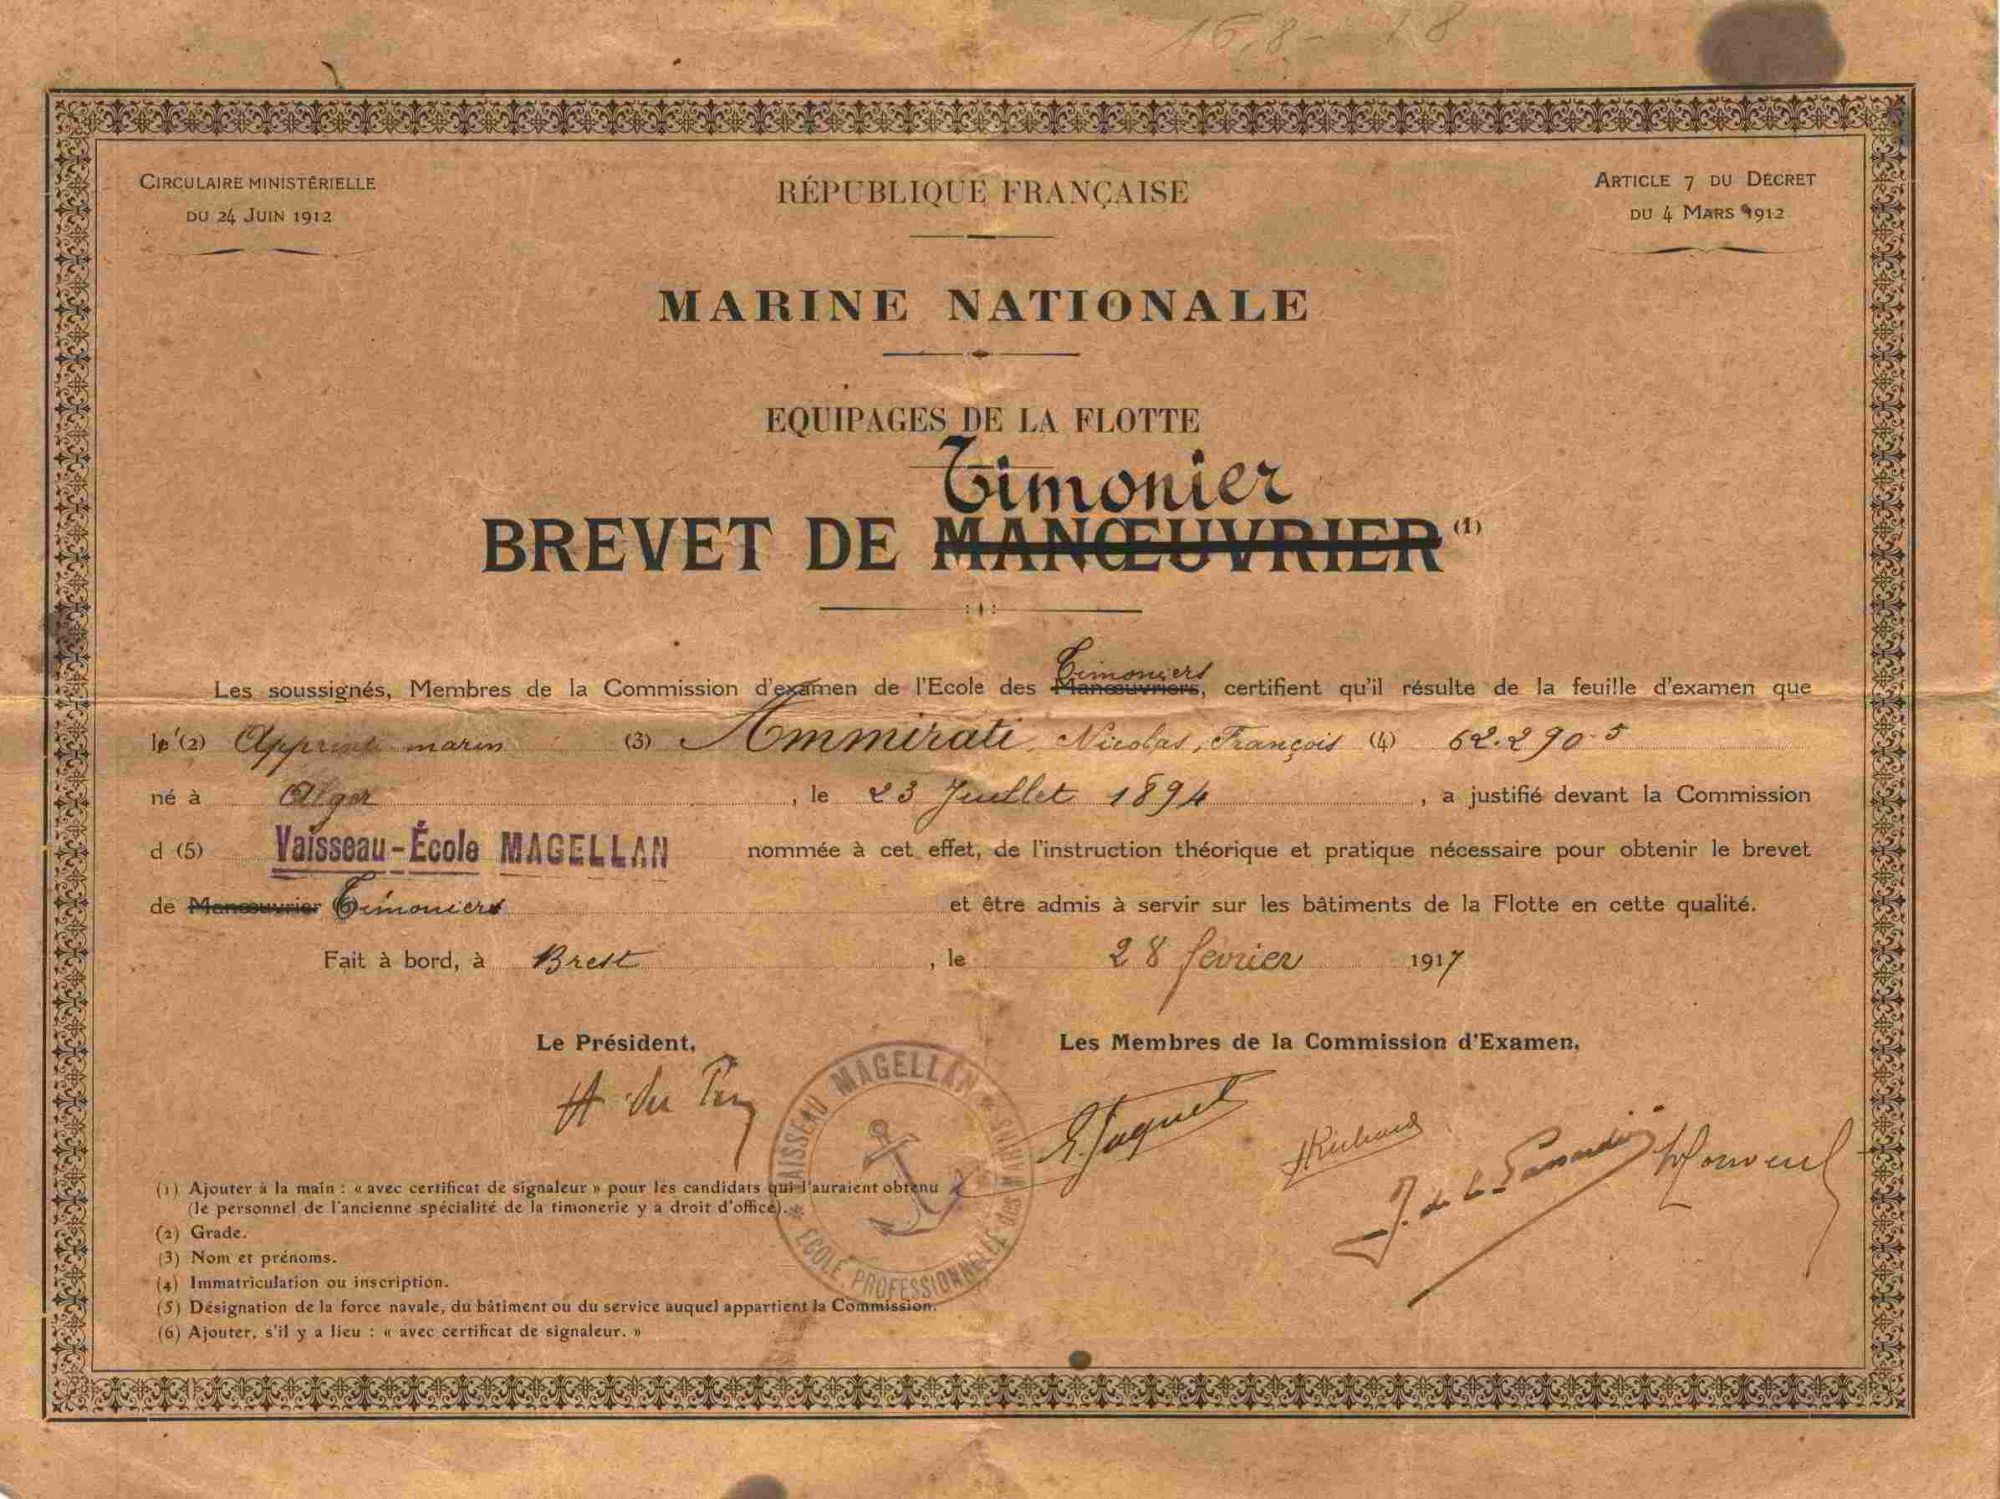 16.8 - 18
CIRCULAIRE MINISTÉRIELLE
DU 24 JUIN 1912
RÉPUBLIQUE FRANÇAISE
ARTICLE 7 DU DÉCRET
DU 4 MARS 1912
MARINE NATIONALE
EQUIPAGES DE LA FLOTTE
Timonier
BREVET DE MANŒUVRIER (1)
Timoniers
Les soussignés, Membres de la Commission d'examen de l'Ecole des Manœuvriers, certifient qu'il résulte de la feuille d'examen que
le (2) Apprenti marin (3) Ammirati, Nicolas, François (4) 62.290-5
né à Alger, le 23 Juillet 1894, a justifié devant la Commission
d (5) Vaisseau-École MAGELLAN nommée à cet effet, de l'instruction théorique et pratique nécessaire pour obtenir le brevet
de Manœuvrier Timoniers et être admis à servir sur les bâtiments de la Flotte en cette qualité.
Fait à bord, à Brest, le 28 février 1917
Le Président,
Les Membres de la Commission d'Examen,
VAISSEAU MAGELLAN * ÉCOLE PROFESSIONNELLE des MARINS *
(1) Ajouter à la main : « avec certificat de signaleur » pour les candidats qui l'auraient obtenu
(le personnel de l'ancienne spécialité de la timonerie y a droit d'office).
(2) Grade.
(3) Nom et prénoms.
(4) Immatriculation ou inscription.
(5) Désignation de la force navale, du bâtiment ou du service auquel appartient la Commission.
(6) Ajouter, s'il y a lieu : « avec certificat de signaleur. »